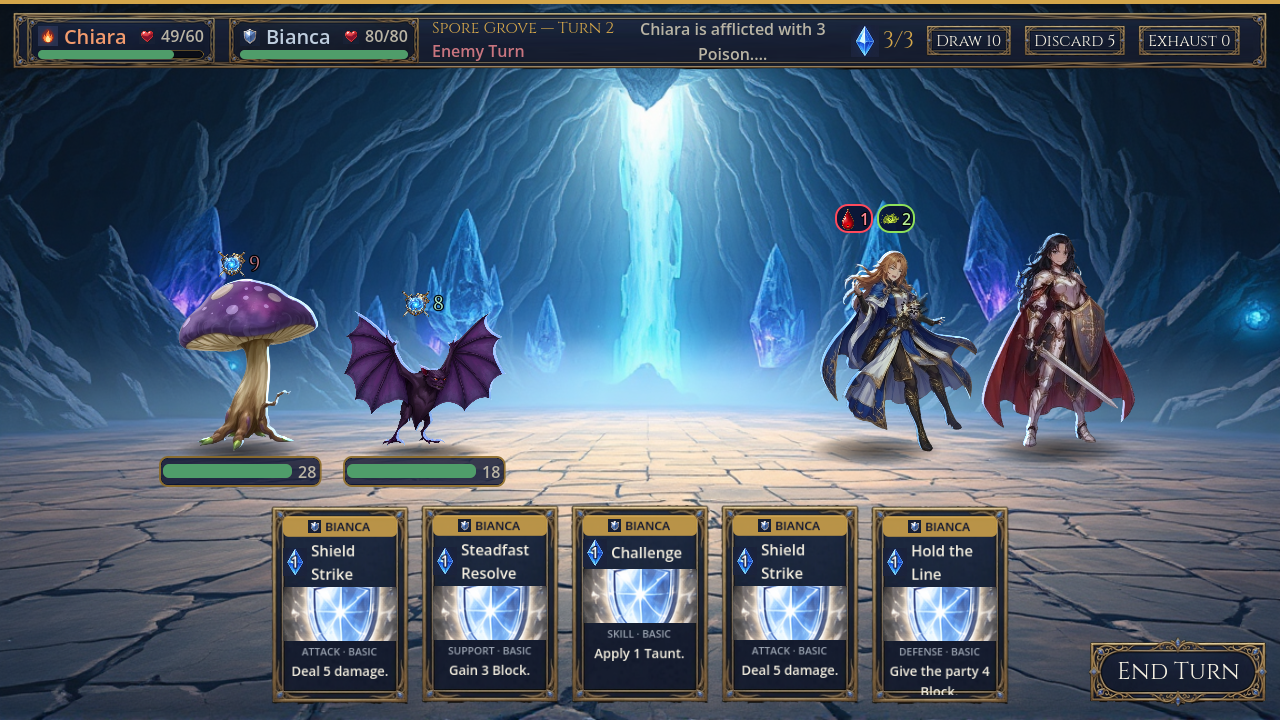 Chiara 49/60
Bianca 80/80
Spore Grove — Turn 2
Enemy Turn
Chiara is afflicted with 3
Poison....
3/3
Draw 10
Discard 5
Exhaust 0
1
2
9
8
28
18
BIANCA
1
Shield
Strike
ATTACK · BASIC
Deal 5 damage.
BIANCA
1
Steadfast
Resolve
SUPPORT · BASIC
Gain 3 Block.
BIANCA
1
Challenge
SKILL · BASIC
Apply 1 Taunt.
BIANCA
1
Shield
Strike
ATTACK · BASIC
Deal 5 damage.
BIANCA
1
Hold the
Line
DEFENSE · BASIC
Give the party 4
Block.
End Turn